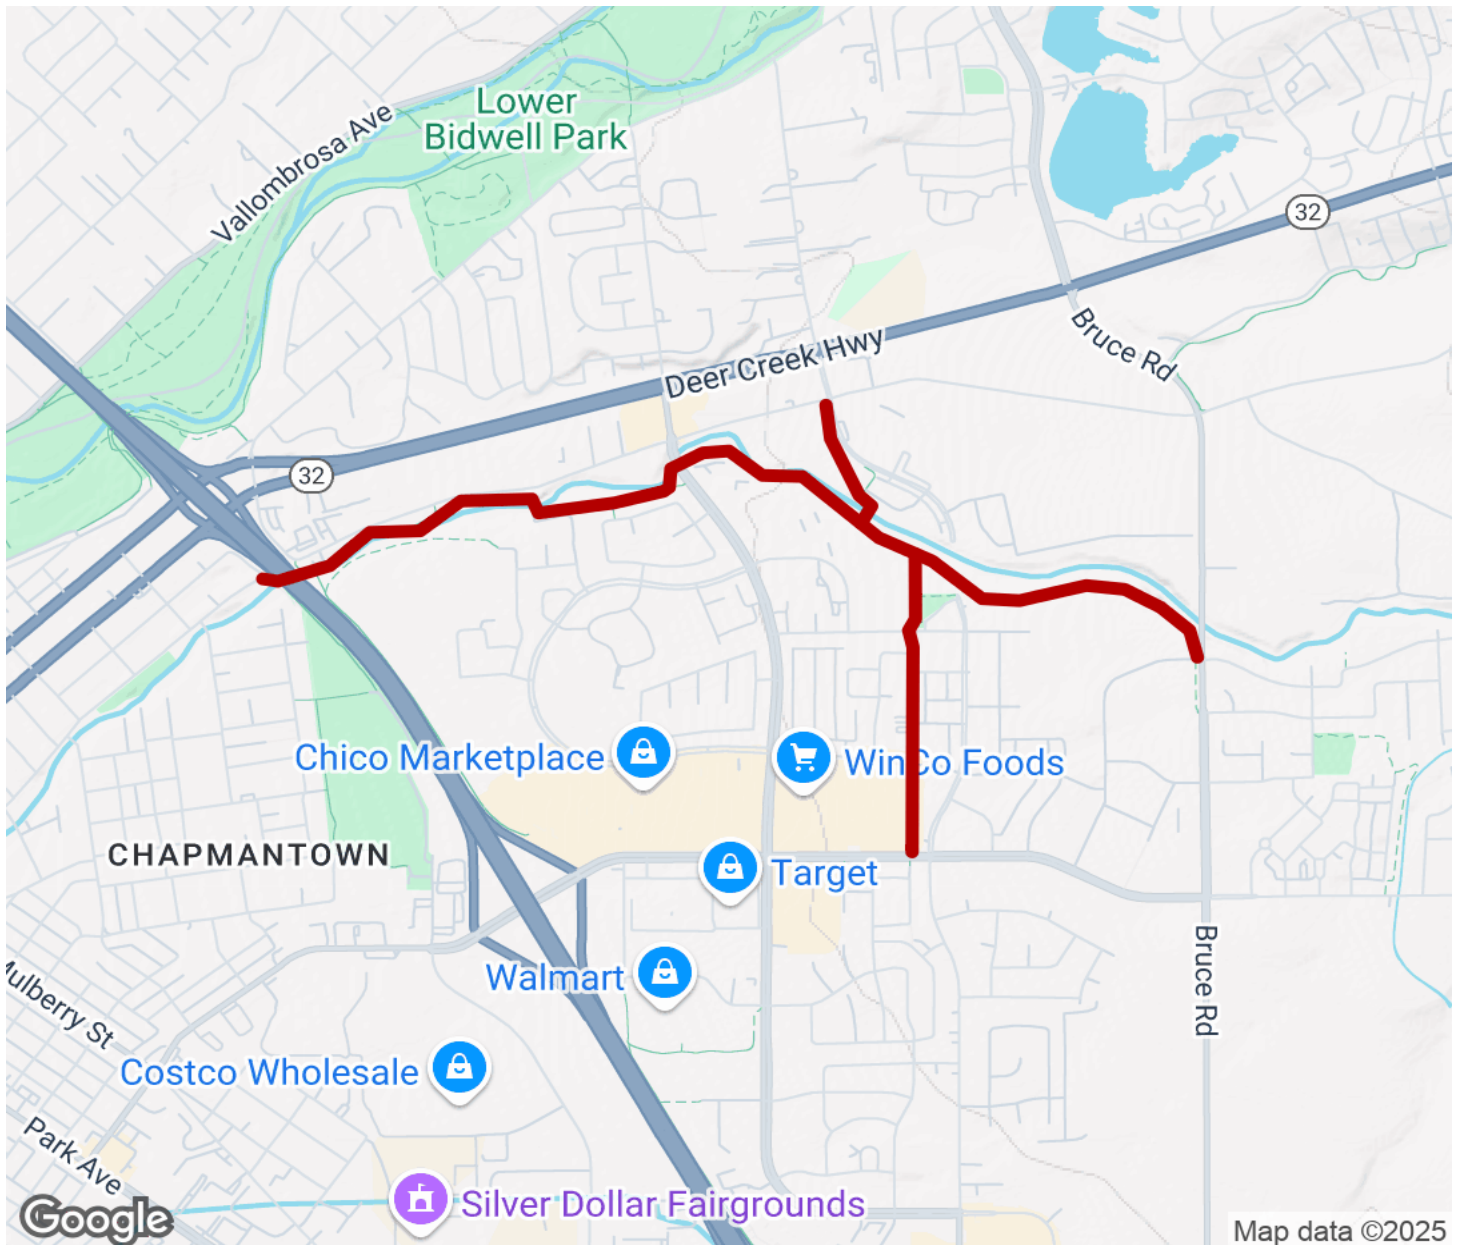 Lower
Bidwell Park
Vallombrosa Ave
32
Deer Creek Hwy
Bruce Rd
32
Chico Marketplace
WinCo Foods
CHAPMANTOWN
Target
Walmart
Bruce Rd
Mulberry St
Costco Wholesale
Park Ave
Silver Dollar Fairgrounds
Google
Map data ©2025